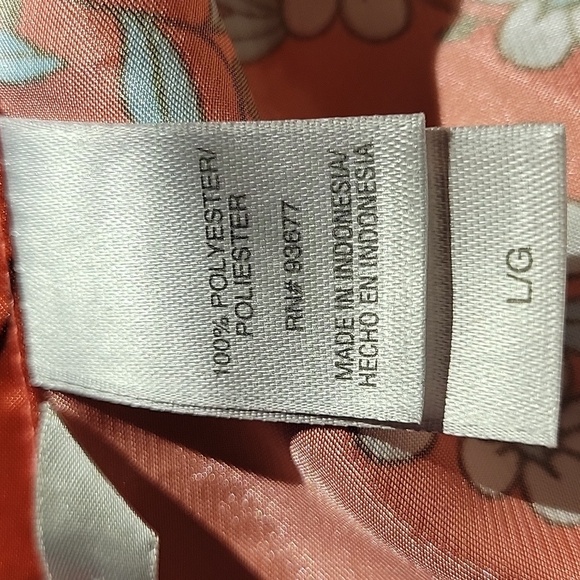 100% POLYESTER/
POLIESTER
RN# 93677
MADE IN INDONESIA/
HECHO EN INDONESIA
L/G